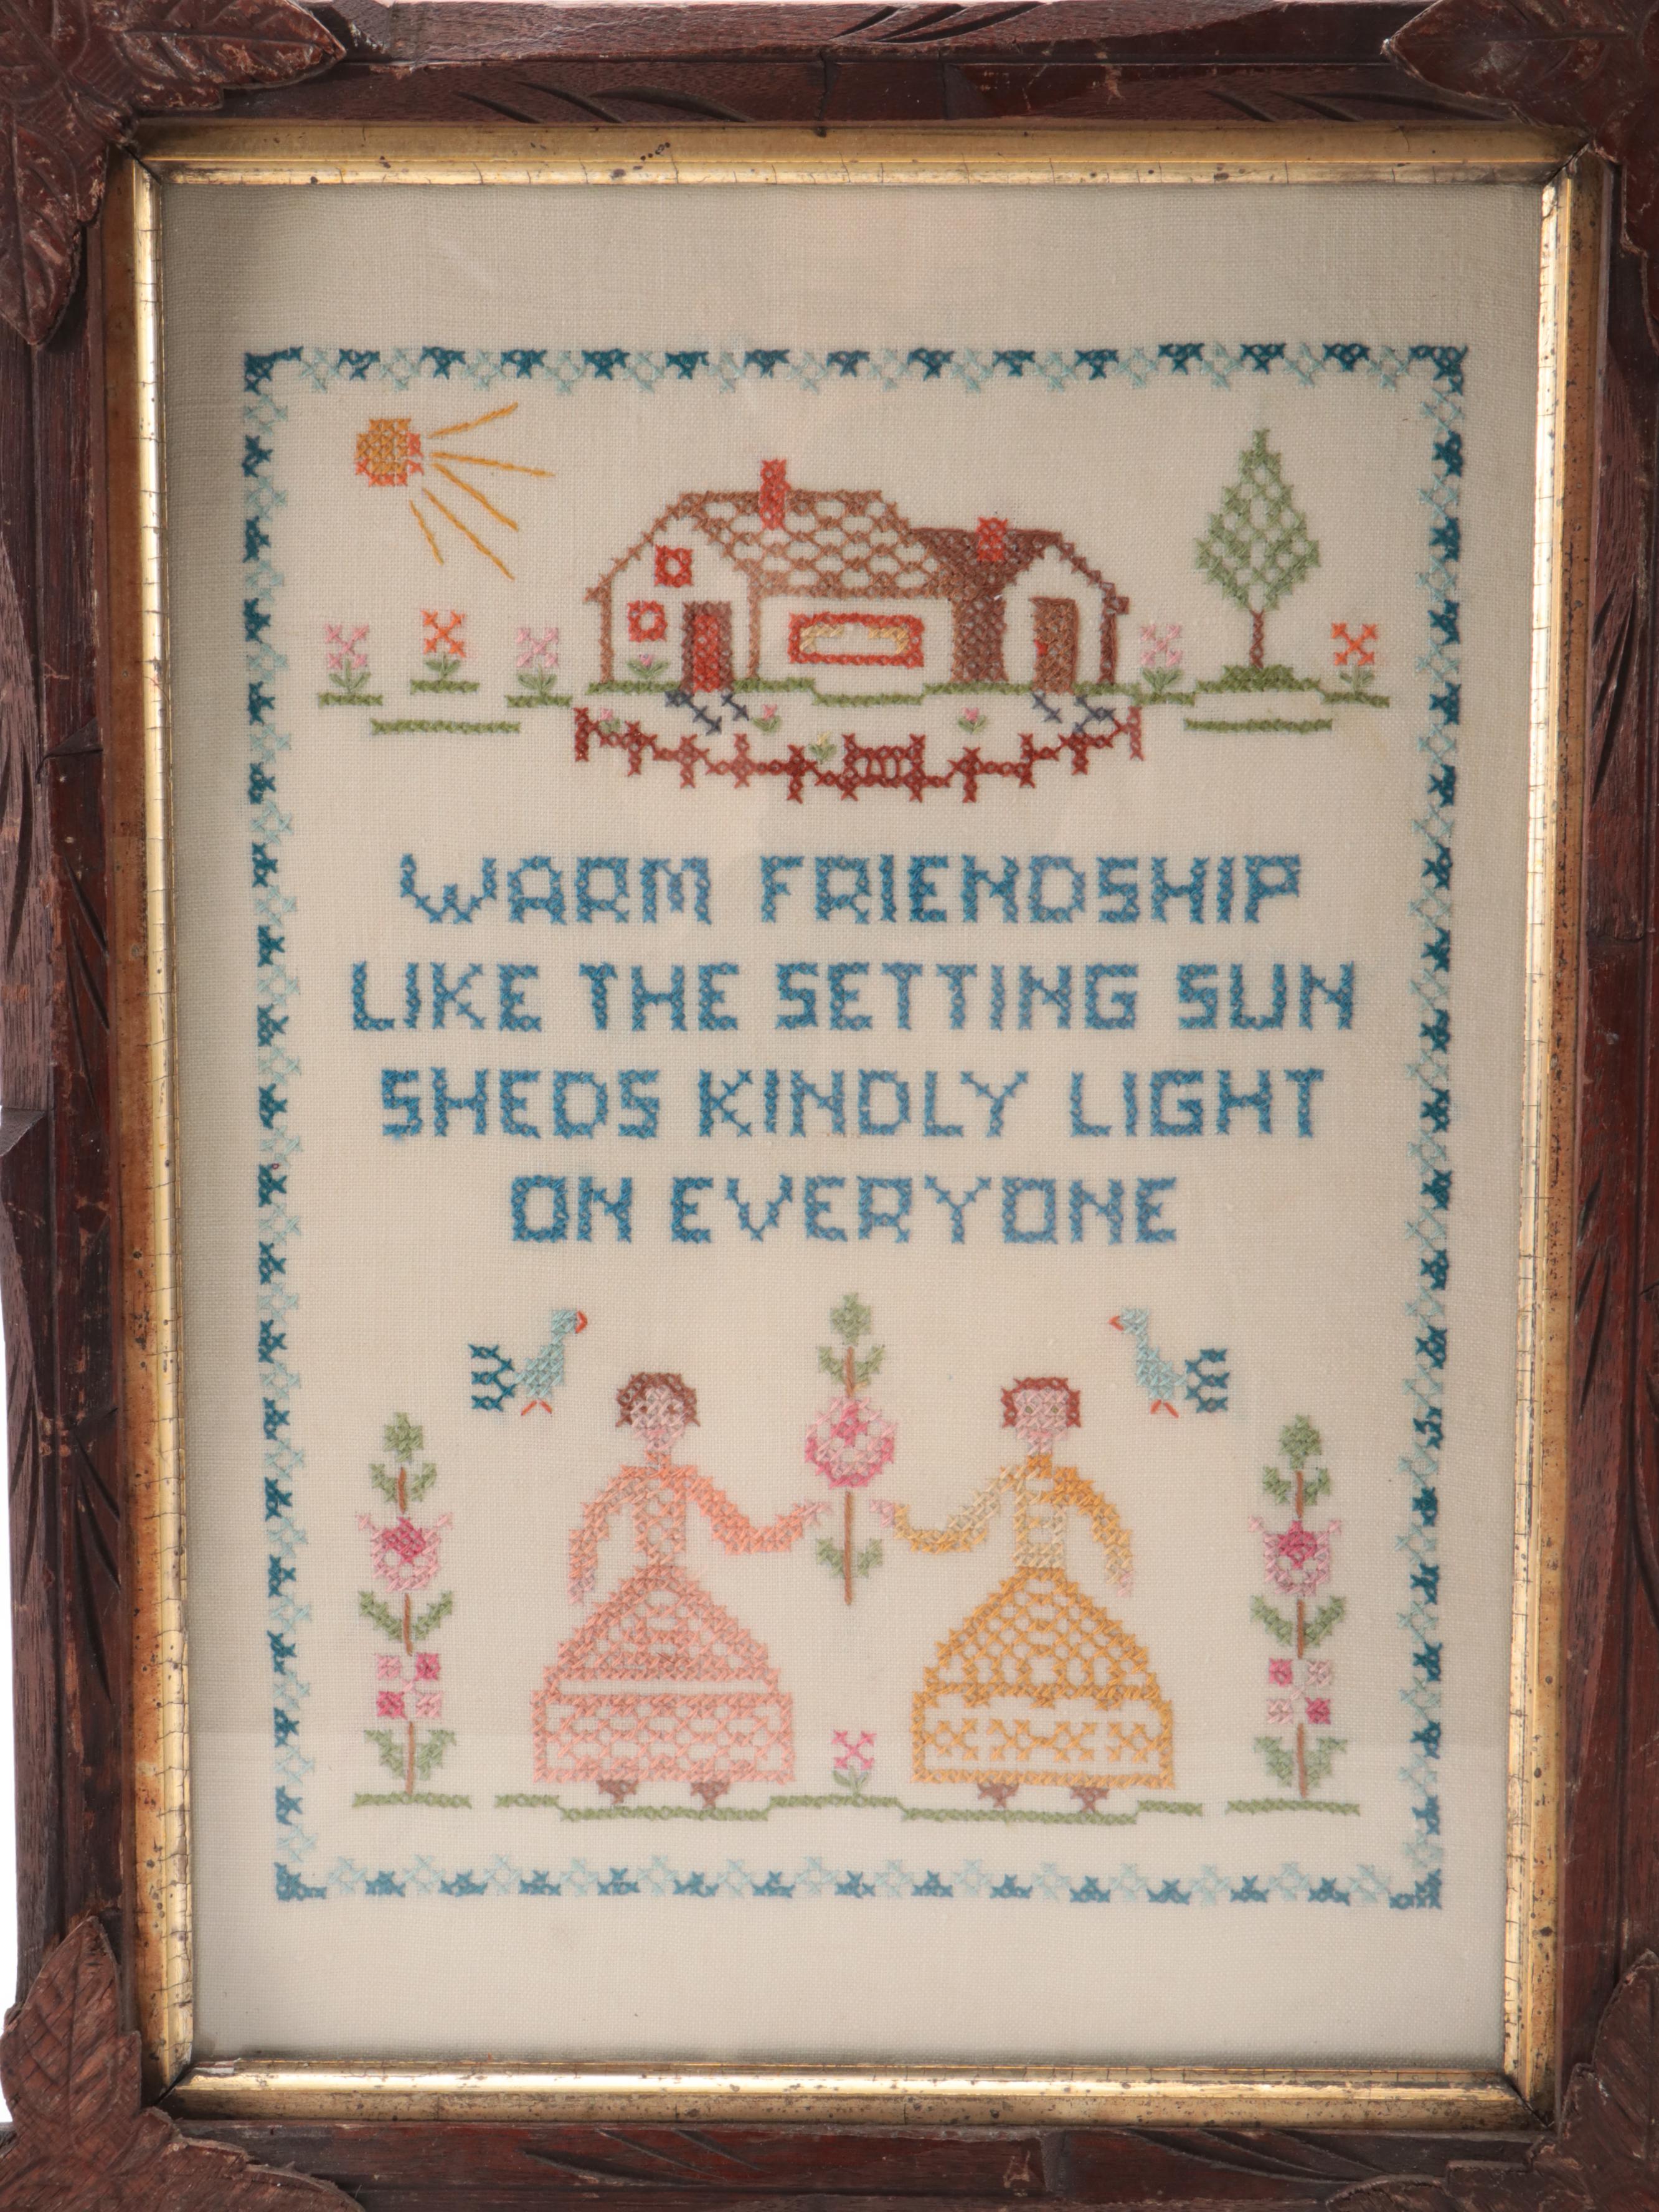 WARM FRIENDSHIP
LIKE THE SETTING SUN
SHEDS KINDLY LIGHT
ON EVERYONE